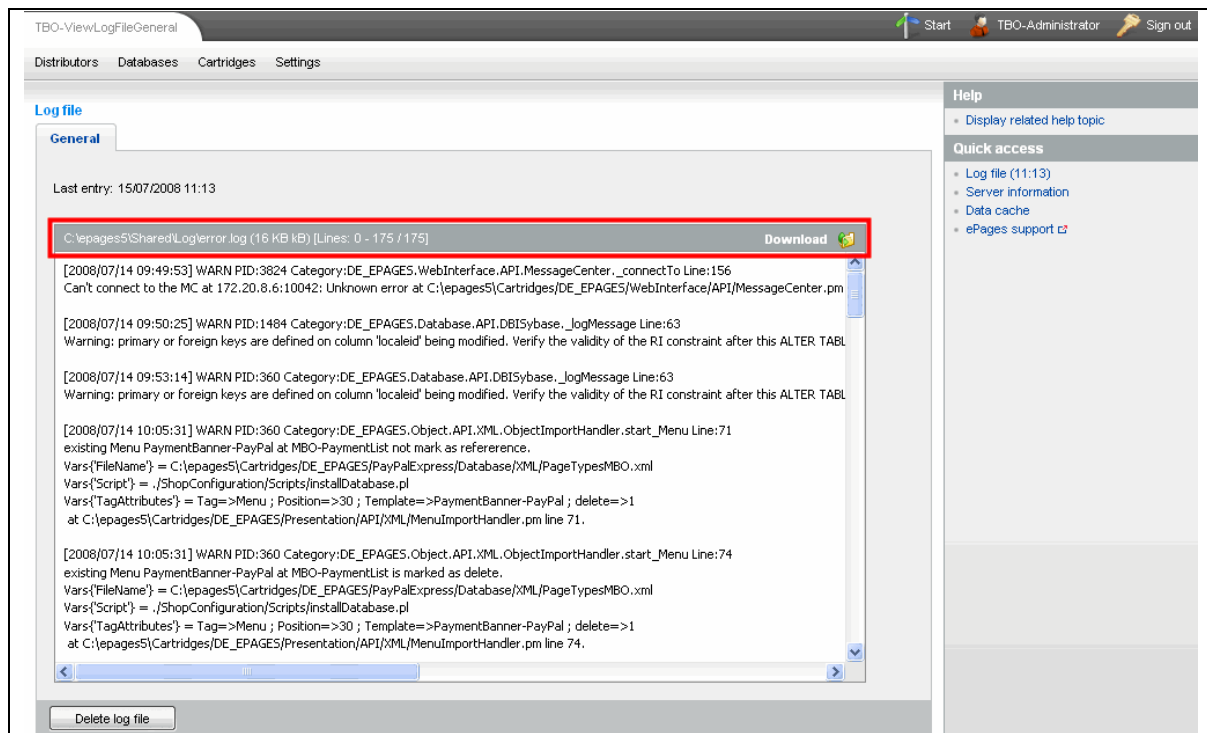 TBO-ViewLogFileGeneral
Start TBO-Administrator Sign out
Distributors Databases Cartridges Settings
Log file
General
Last entry: 15/07/2008 11:13
C:\epages5\Shared\Log\error.log (16 KB kB) [Lines: 0 - 175 / 175] Download
[2008/07/14 09:49:53] WARN PID:3824 Category:DE_EPAGES.WebInterface.API.MessageCenter._connectTo Line:156
Can't connect to the MC at 172.20.8.6:10042: Unknown error at C:\epages5\Cartridges/DE_EPAGES/WebInterface/API/MessageCenter.pm
[2008/07/14 09:50:25] WARN PID:1484 Category:DE_EPAGES.Database.API.DBISybase._logMessage Line:63
Warning: primary or foreign keys are defined on column 'localeid' being modified. Verify the validity of the RI constraint after this ALTER TABL
[2008/07/14 09:53:14] WARN PID:360 Category:DE_EPAGES.Database.API.DBISybase._logMessage Line:63
Warning: primary or foreign keys are defined on column 'localeid' being modified. Verify the validity of the RI constraint after this ALTER TABL
[2008/07/14 10:05:31] WARN PID:360 Category:DE_EPAGES.Object.API.XML.ObjectImportHandler.start_Menu Line:71
existing Menu PaymentBanner-PayPal at MBO-PaymentList not mark as refererence.
Vars{'FileName'} = C:\epages5\Cartridges/DE_EPAGES/PayPalExpress/Database/XML/PageTypesMBO.xml
Vars{'Script'} = ./ShopConfiguration/Scripts/installDatabase.pl
Vars{'TagAttributes'} = Tag=>Menu ; Position=>30 ; Template=>PaymentBanner-PayPal ; delete=>1
at C:\epages5\Cartridges/DE_EPAGES/Presentation/API/XML/MenuImportHandler.pm line 71.
[2008/07/14 10:05:31] WARN PID:360 Category:DE_EPAGES.Object.API.XML.ObjectImportHandler.start_Menu Line:74
existing Menu PaymentBanner-PayPal at MBO-PaymentList is marked as delete.
Vars{'FileName'} = C:\epages5\Cartridges/DE_EPAGES/PayPalExpress/Database/XML/PageTypesMBO.xml
Vars{'Script'} = ./ShopConfiguration/Scripts/installDatabase.pl
Vars{'TagAttributes'} = Tag=>Menu ; Position=>30 ; Template=>PaymentBanner-PayPal ; delete=>1
at C:\epages5\Cartridges/DE_EPAGES/Presentation/API/XML/MenuImportHandler.pm line 74.
Delete log file
Help
Display related help topic
Quick access
Log file (11:13)
Server information
Data cache
ePages support